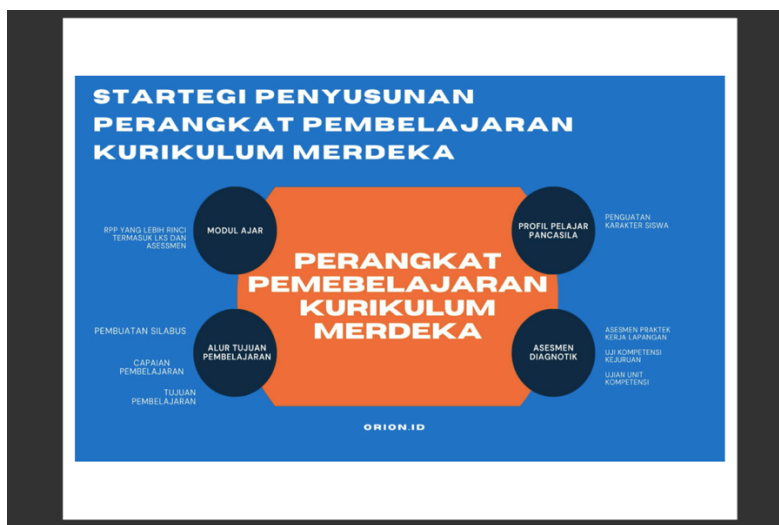 STARTEGI PENYUSUNAN
PERANGKAT PEMBELAJARAN
KURIKULUM MERDEKA
RPP YANG LEBIH RINCI
TERMASUK LKS DAN
ASESSMEN
MODUL AJAR
PROFIL PELAJAR
PANCASILA
PENGUATAN
KARAKTER SISWA
PERANGKAT
PEMEBELAJARAN
KURIKULUM
MERDEKA
PEMBUATAN SILABUS
CAPAIAN
PEMBELAJARAN
TUJUAN
PEMBELAJARAN
ALUR TUJUAN
PEMBELAJARAN
ASESMEN
DIAGNOTIK
ASESMEN PRAKTEK
KERJA LAPANGAN
UJI KOMPETENSI
KEJURUAN
UJIAN UNIT
KOMPETENSI
ORION.ID